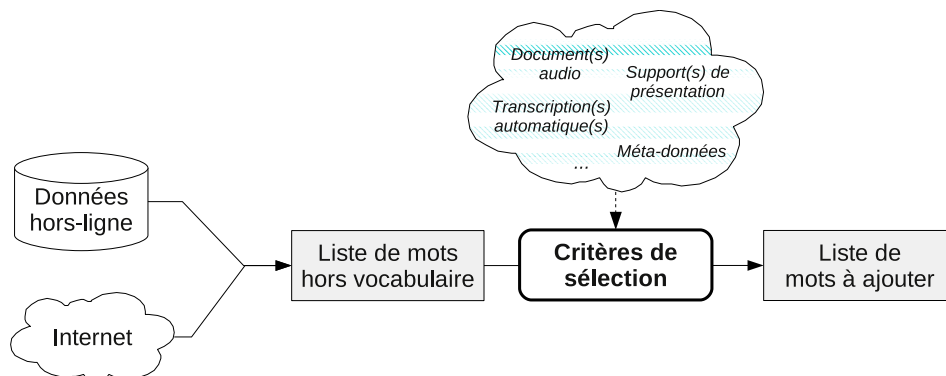 Document(s)
audio
Support(s) de
présentation
Transcription(s)
automatique(s)
Méta-données
...
Données
hors-ligne
Internet
Liste de mots
hors vocabulaire
Critères de
sélection
Liste de
mots à ajouter